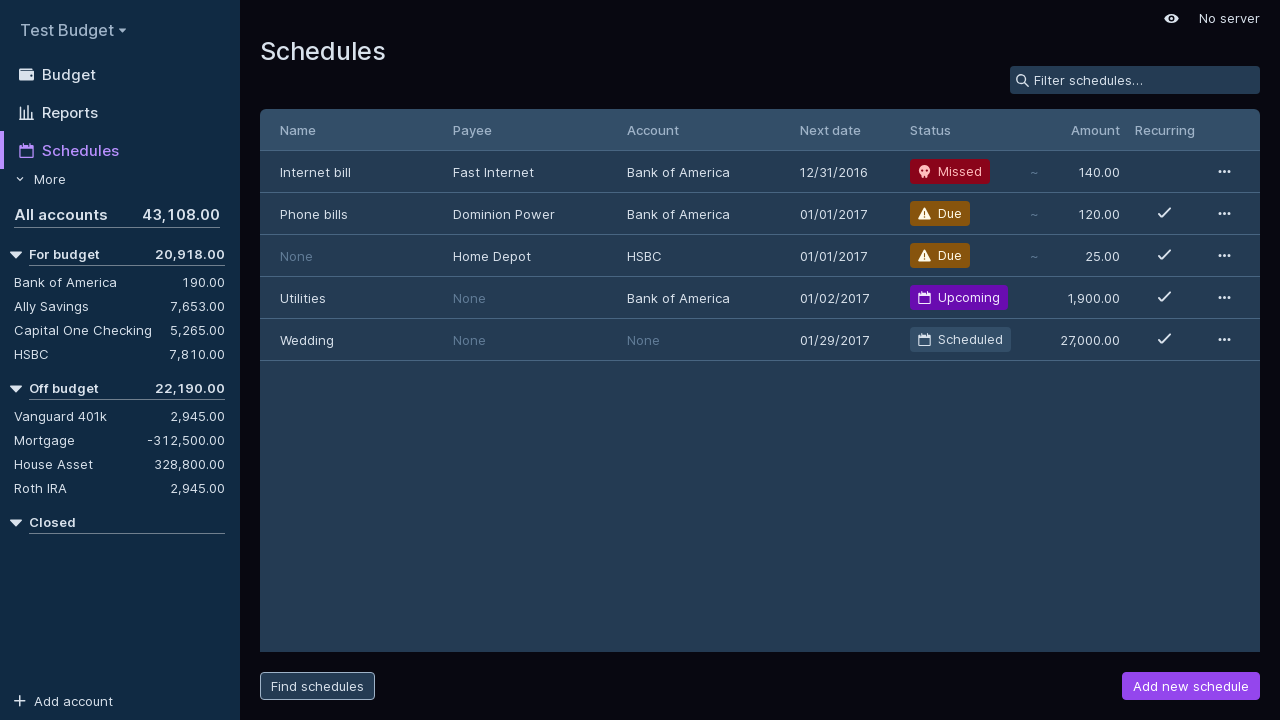 Test Budget
Budget
Reports
Schedules
More
All accounts 43,108.00
For budget 20,918.00
Bank of America 190.00
Ally Savings 7,653.00
Capital One Checking 5,265.00
HSBC 7,810.00
Off budget 22,190.00
Vanguard 401k 2,945.00
Mortgage -312,500.00
House Asset 328,800.00
Roth IRA 2,945.00
Closed
Add account
No server
Schedules
Filter schedules...
Name Payee Account Next date Status Amount Recurring
Internet bill Fast Internet Bank of America 12/31/2016 Missed ~ 140.00
Phone bills Dominion Power Bank of America 01/01/2017 Due ~ 120.00
None Home Depot HSBC 01/01/2017 Due ~ 25.00
Utilities None Bank of America 01/02/2017 Upcoming 1,900.00
Wedding None None 01/29/2017 Scheduled 27,000.00
Find schedules
Add new schedule